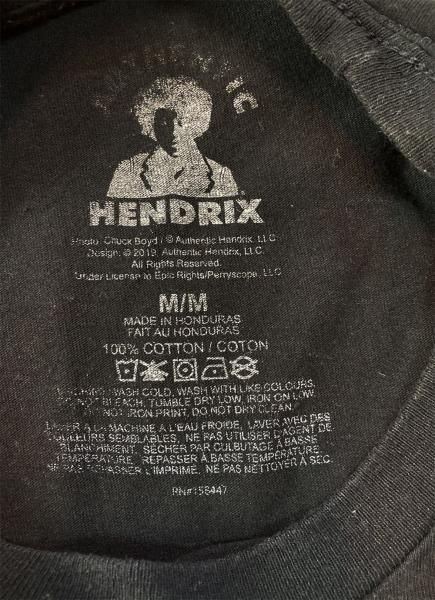 AUTHENTIC
HENDRIX
Photo: Chuck Boyd / © Authentic Hendrix, LLC
Design: © 2019, Authentic Hendrix, LLC.
All Rights Reserved.
Under License to Epic Rights/Perryscope, LLC
M/M
MADE IN HONDURAS
FAIT AU HONDURAS
100% COTTON / COTON
MACHINE WASH COLD, WASH WITH LIKE COLOURS,
DO NOT BLEACH, TUMBLE DRY LOW, IRON ON LOW.
DO NOT IRON PRINT, DO NOT DRY CLEAN.
LAVER À LA MACHINE À L'EAU FROIDE, LAVER AVEC DES
COULEURS SEMBLABLES, NE PAS UTILISER D'AGENT DE
BLANCHIMENT, SÉCHER PAR CULBUTAGE À BASSE
TEMPÉRATURE, REPASSER À BASSE TEMPÉRATURE,
NE PAS REPASSER L'IMPRIMÉ, NE PAS NETTOYER À SEC.
RN#158447